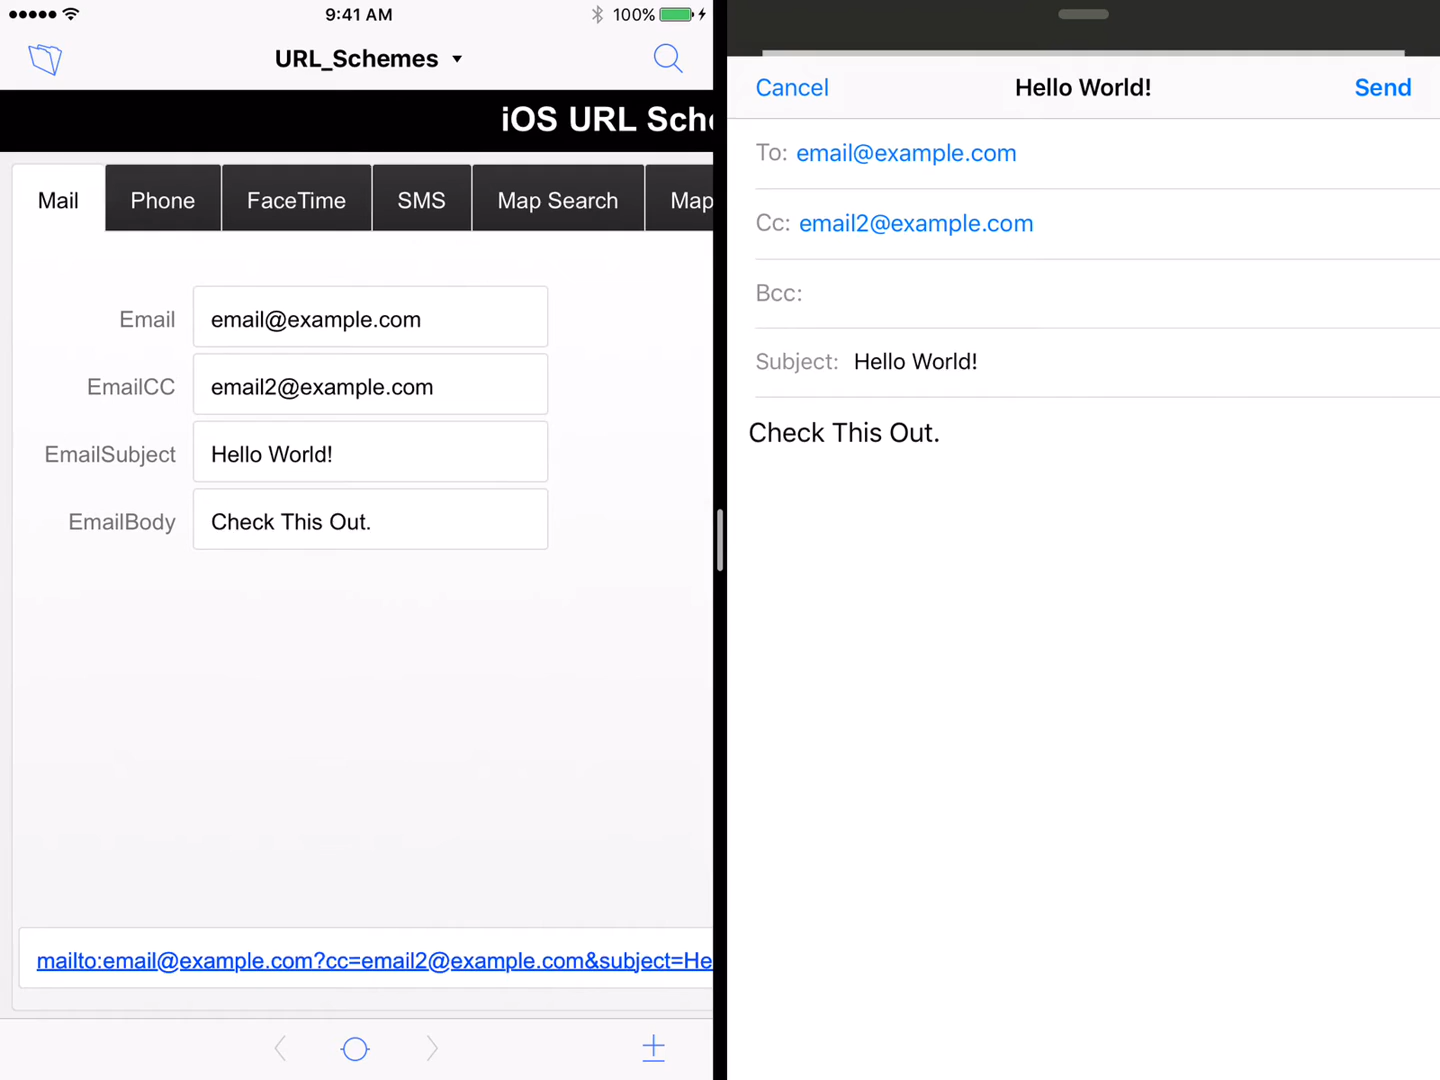 9:41 AM
100%
URL_Schemes
iOS URL Sche
Mail
Phone
FaceTime
SMS
Map Search
Map
Email
email@example.com
EmailCC
email2@example.com
EmailSubject
Hello World!
EmailBody
Check This Out.
mailto:email@example.com?cc=email2@example.com&subject=He
Cancel
Hello World!
Send
To: email@example.com
Cc: email2@example.com
Bcc:
Subject: Hello World!
Check This Out.